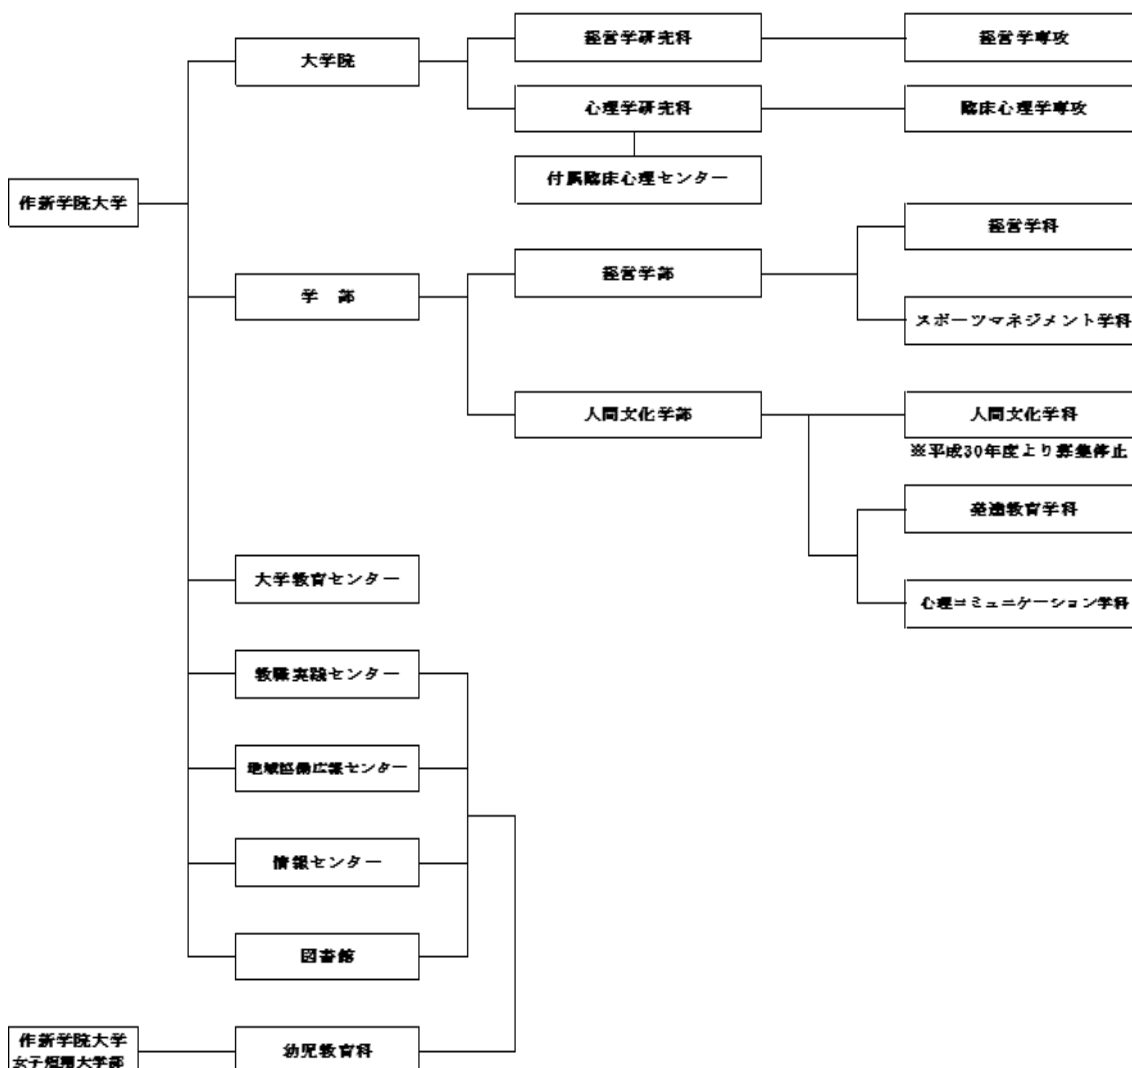 経営学研究科
経営学専攻
大学院
心理学研究科
臨床心理学専攻
付属臨床心理センター
作新学院大学
経営学科
学 部
経営学部
スポーツマネジメント学科
人間文化学部
人間文化学科
※平成30年度より募集停止
発達教育学科
大学教育センター
心理コミュニケーション学科
教職実践センター
地域協働広報センター
情報センター
図書館
作新学院大学
女子短期大学部
幼児教育科